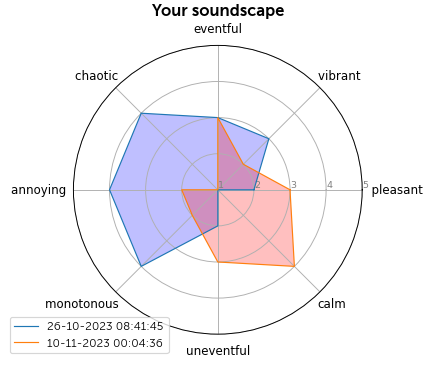 Your soundscape
eventful
chaotic
vibrant
annoying
1 2 3 4 5
pleasant
monotonous
calm
uneventful
26-10-2023 08:41:45
10-11-2023 00:04:36